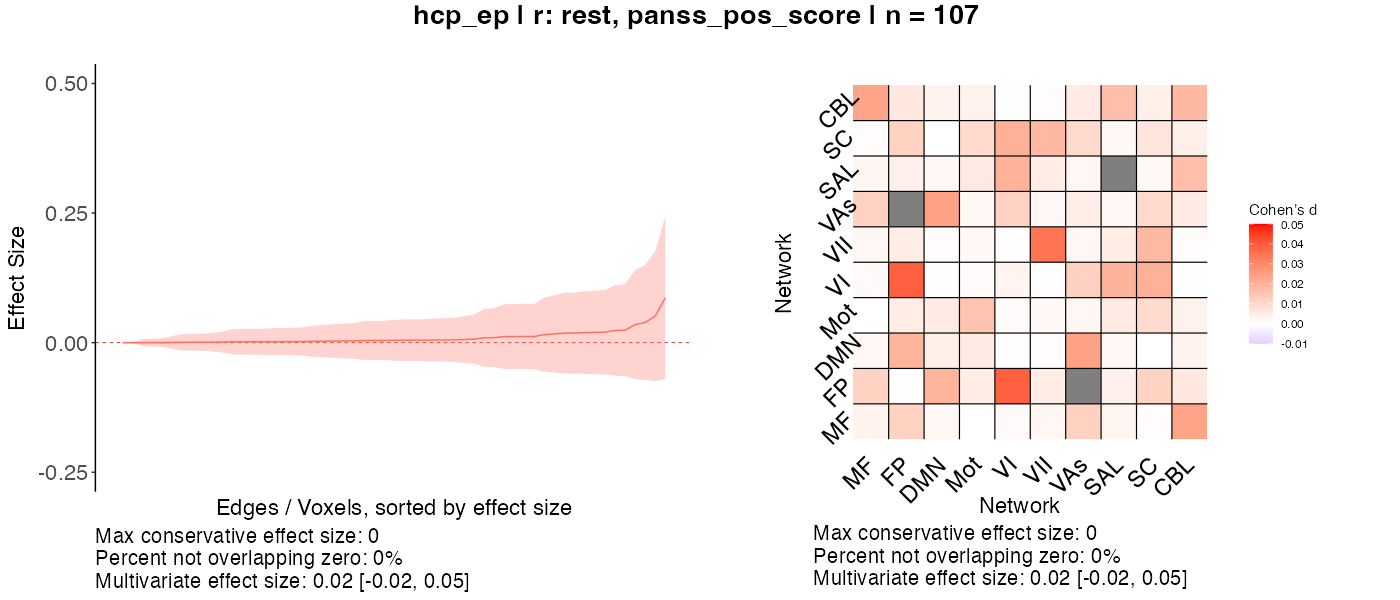 hcp_ep | r: rest, panss_pos_score | n = 107
0.50
0.25
0.00
-0.25
Effect Size
Edges / Voxels, sorted by effect size
Max conservative effect size: 0
Percent not overlapping zero: 0%
Multivariate effect size: 0.02 [-0.02, 0.05]
Network
CBL
SC
SAL
VAs
VII
VI
Mot
DMN
FP
MF
MF
FP
DMN
Mot
VI
VII
VAs
SAL
SC
CBL
Network
Max conservative effect size: 0
Percent not overlapping zero: 0%
Multivariate effect size: 0.02 [-0.02, 0.05]
Cohen's d
0.05
0.04
0.03
0.02
0.01
0.00
-0.01